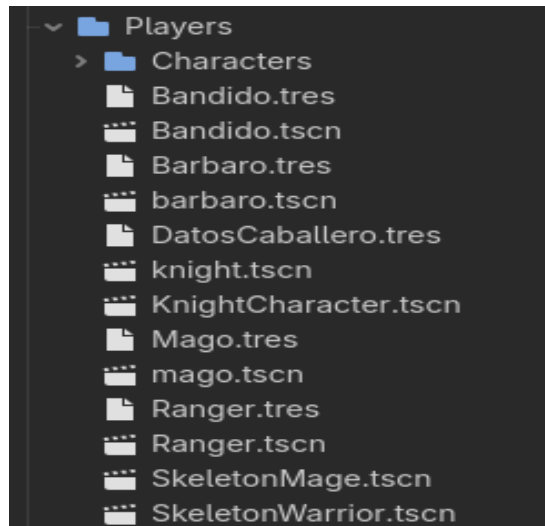 Players
Characters
Bandido.tres
Bandido.tscn
Barbaro.tres
barbaro.tscn
DatosCaballero.tres
knight.tscn
KnightCharacter.tscn
Mago.tres
mago.tscn
Ranger.tres
Ranger.tscn
SkeletonMage.tscn
SkeletonWarrior.tscn